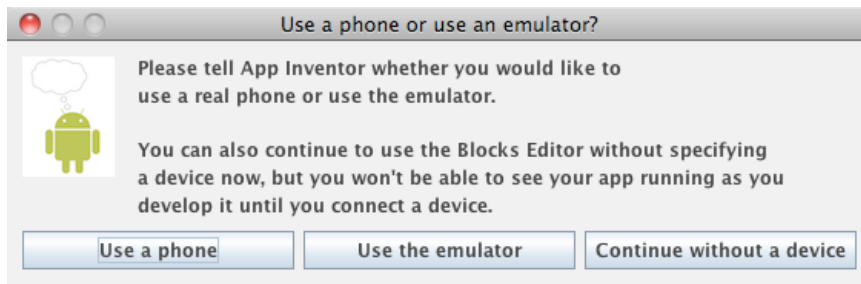 Use a phone or use an emulator?
Please tell App Inventor whether you would like to
use a real phone or use the emulator.
You can also continue to use the Blocks Editor without specifying
a device now, but you won't be able to see your app running as you
develop it until you connect a device.
Use a phone
Use the emulator
Continue without a device